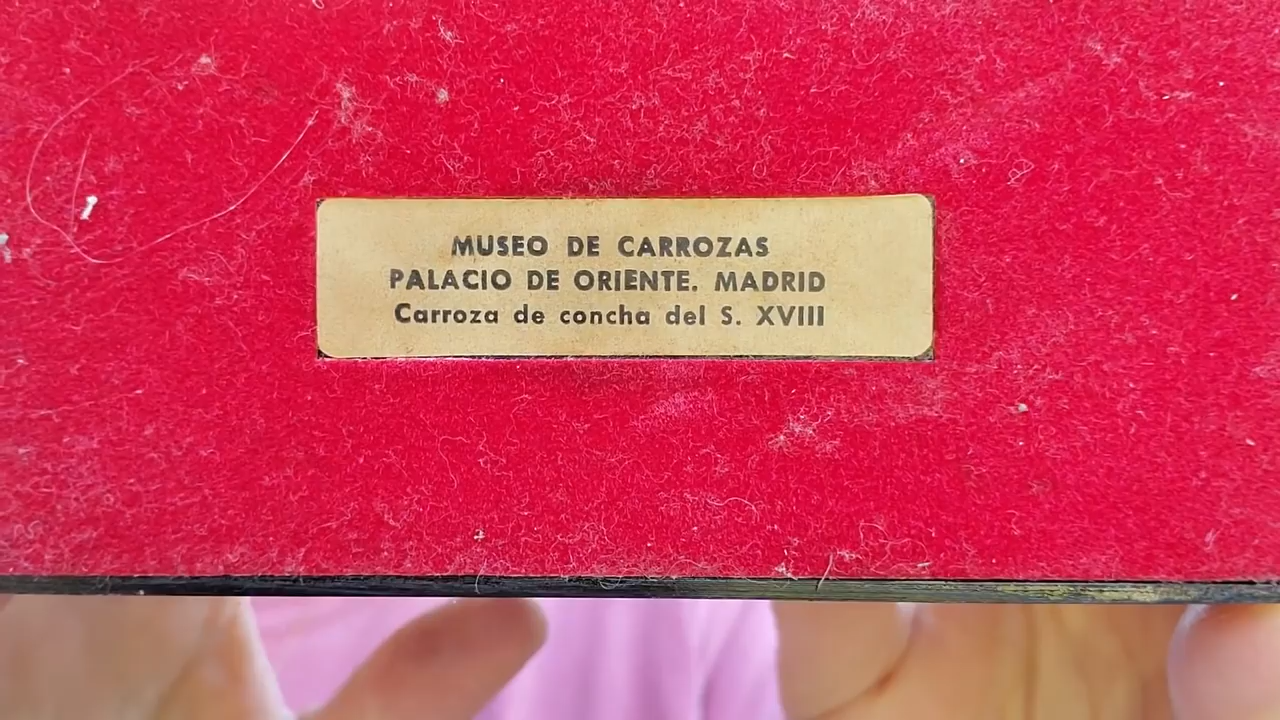 MUSEO DE CARROZAS
PALACIO DE ORIENTE. MADRID
Carroza de concha del S. XVIII